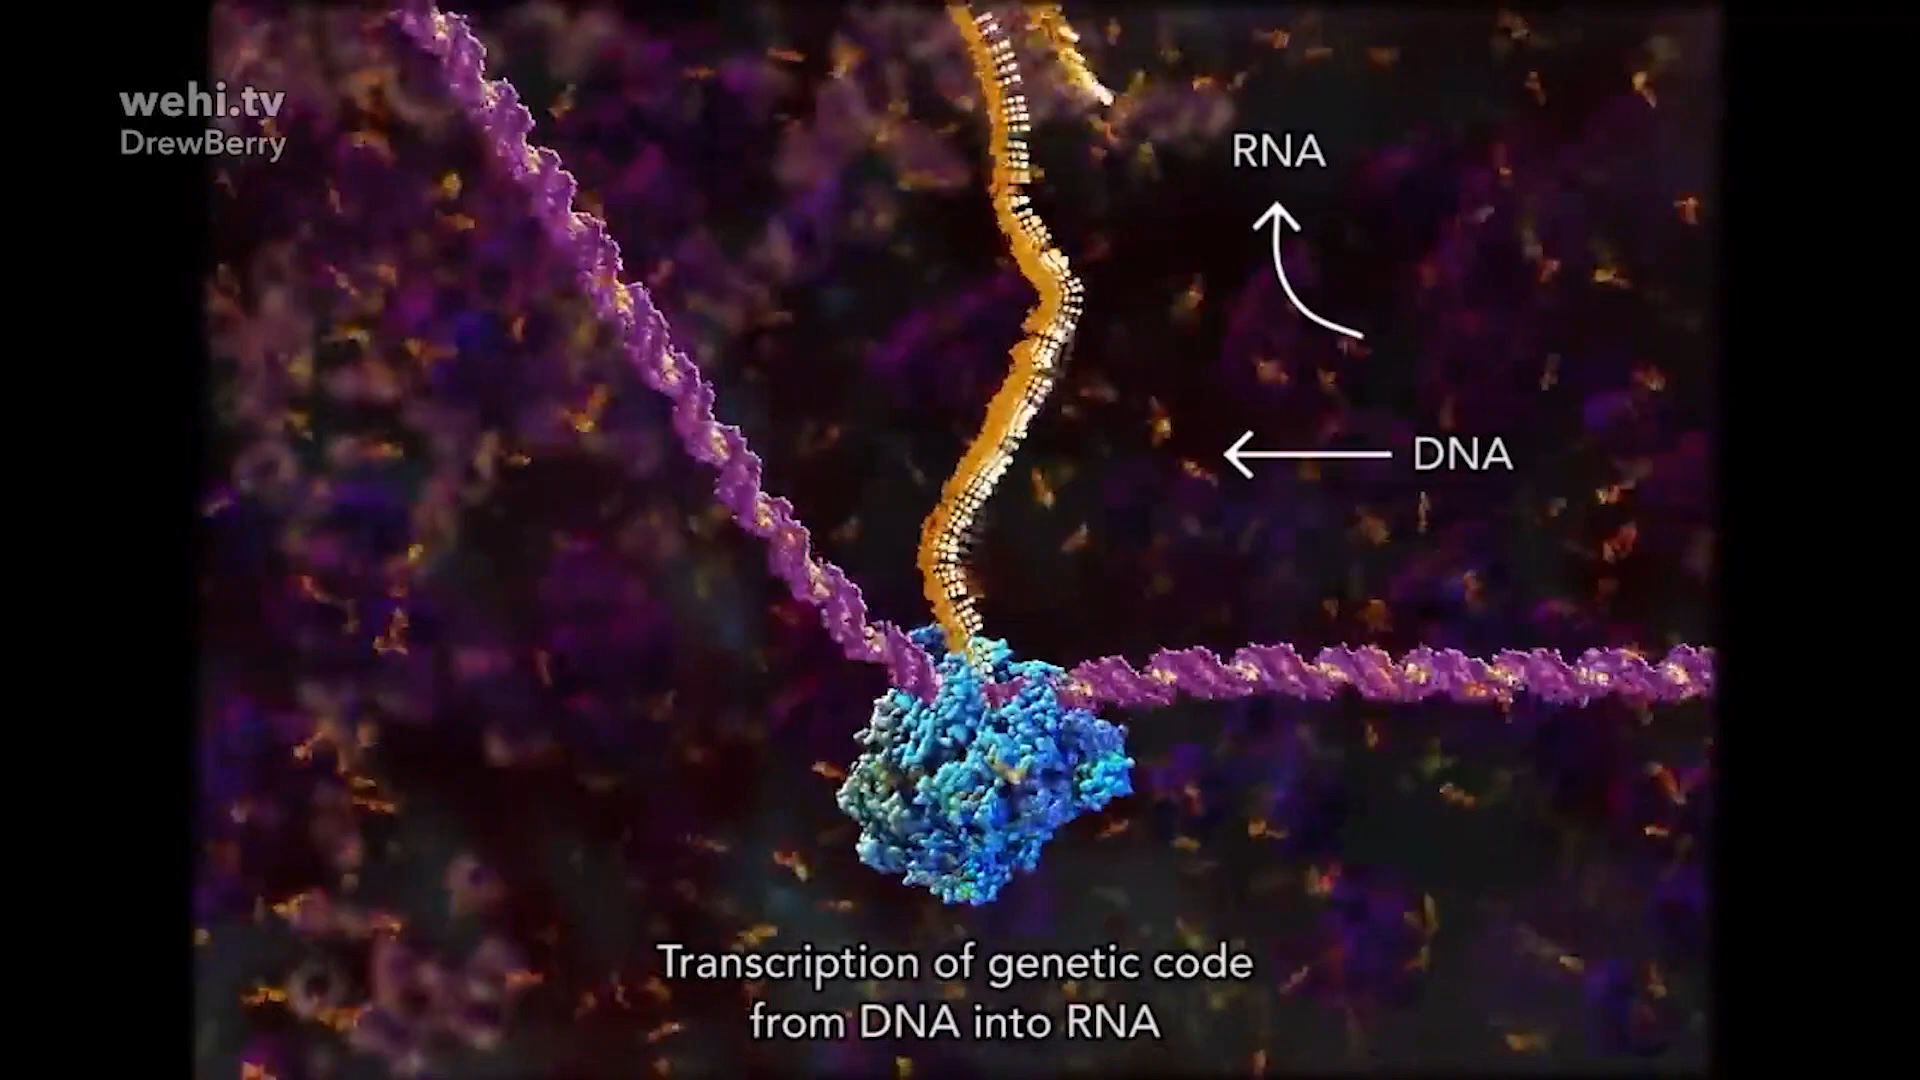 wehi.tv
DrewBerry
RNA
DNA
Transcription of genetic code
from DNA into RNA